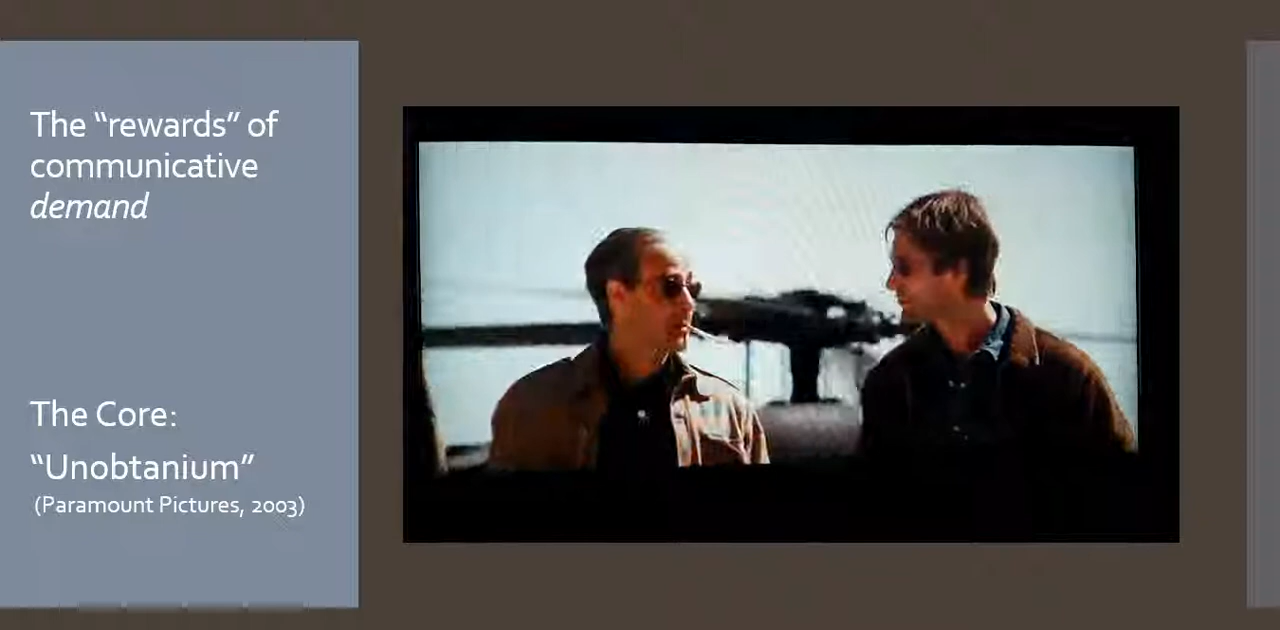 The “rewards” of
communicative
demand
The Core:
“Unobtanium”
(Paramount Pictures, 2003)